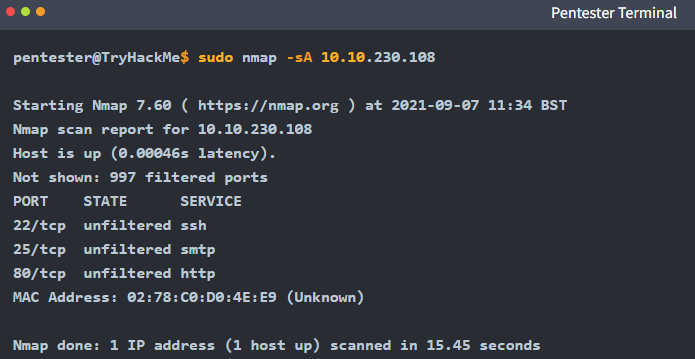 Pentester Terminal
pentester@TryHackMe$ sudo nmap -sA 10.10.230.108
Starting Nmap 7.60 ( https://nmap.org ) at 2021-09-07 11:34 BST
Nmap scan report for 10.10.230.108
Host is up (0.00046s latency).
Not shown: 997 filtered ports
PORT   STATE      SERVICE
22/tcp unfiltered ssh
25/tcp unfiltered smtp
80/tcp unfiltered http
MAC Address: 02:78:C0:D0:4E:E9 (Unknown)
Nmap done: 1 IP address (1 host up) scanned in 15.45 seconds